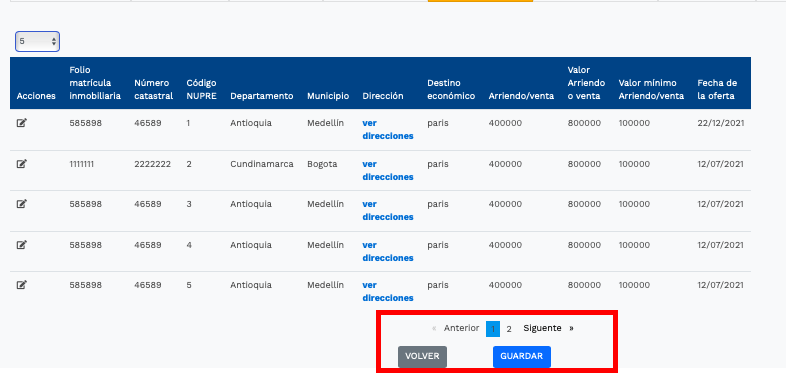 5
Acciones Folio matrícula inmobiliaria Número catastral Código NUPRE Departamento Municipio Dirección Destino económico Arriendo/venta Valor Arriendo o venta Valor mínimo Arriendo/venta Fecha de la oferta
585898 46589 1 Antioquia Medellín ver direcciones paris 400000 800000 100000 22/12/2021
1111111 2222222 2 Cundinamarca Bogota ver direcciones paris 400000 800000 100000 12/07/2021
585898 46589 3 Antioquia Medellín ver direcciones paris 400000 800000 100000 12/07/2021
585898 46589 4 Antioquia Medellín ver direcciones paris 400000 800000 100000 12/07/2021
585898 46589 5 Antioquia Medellín ver direcciones paris 400000 800000 100000 12/07/2021
« Anterior 1 2 Siguente »
VOLVER GUARDAR